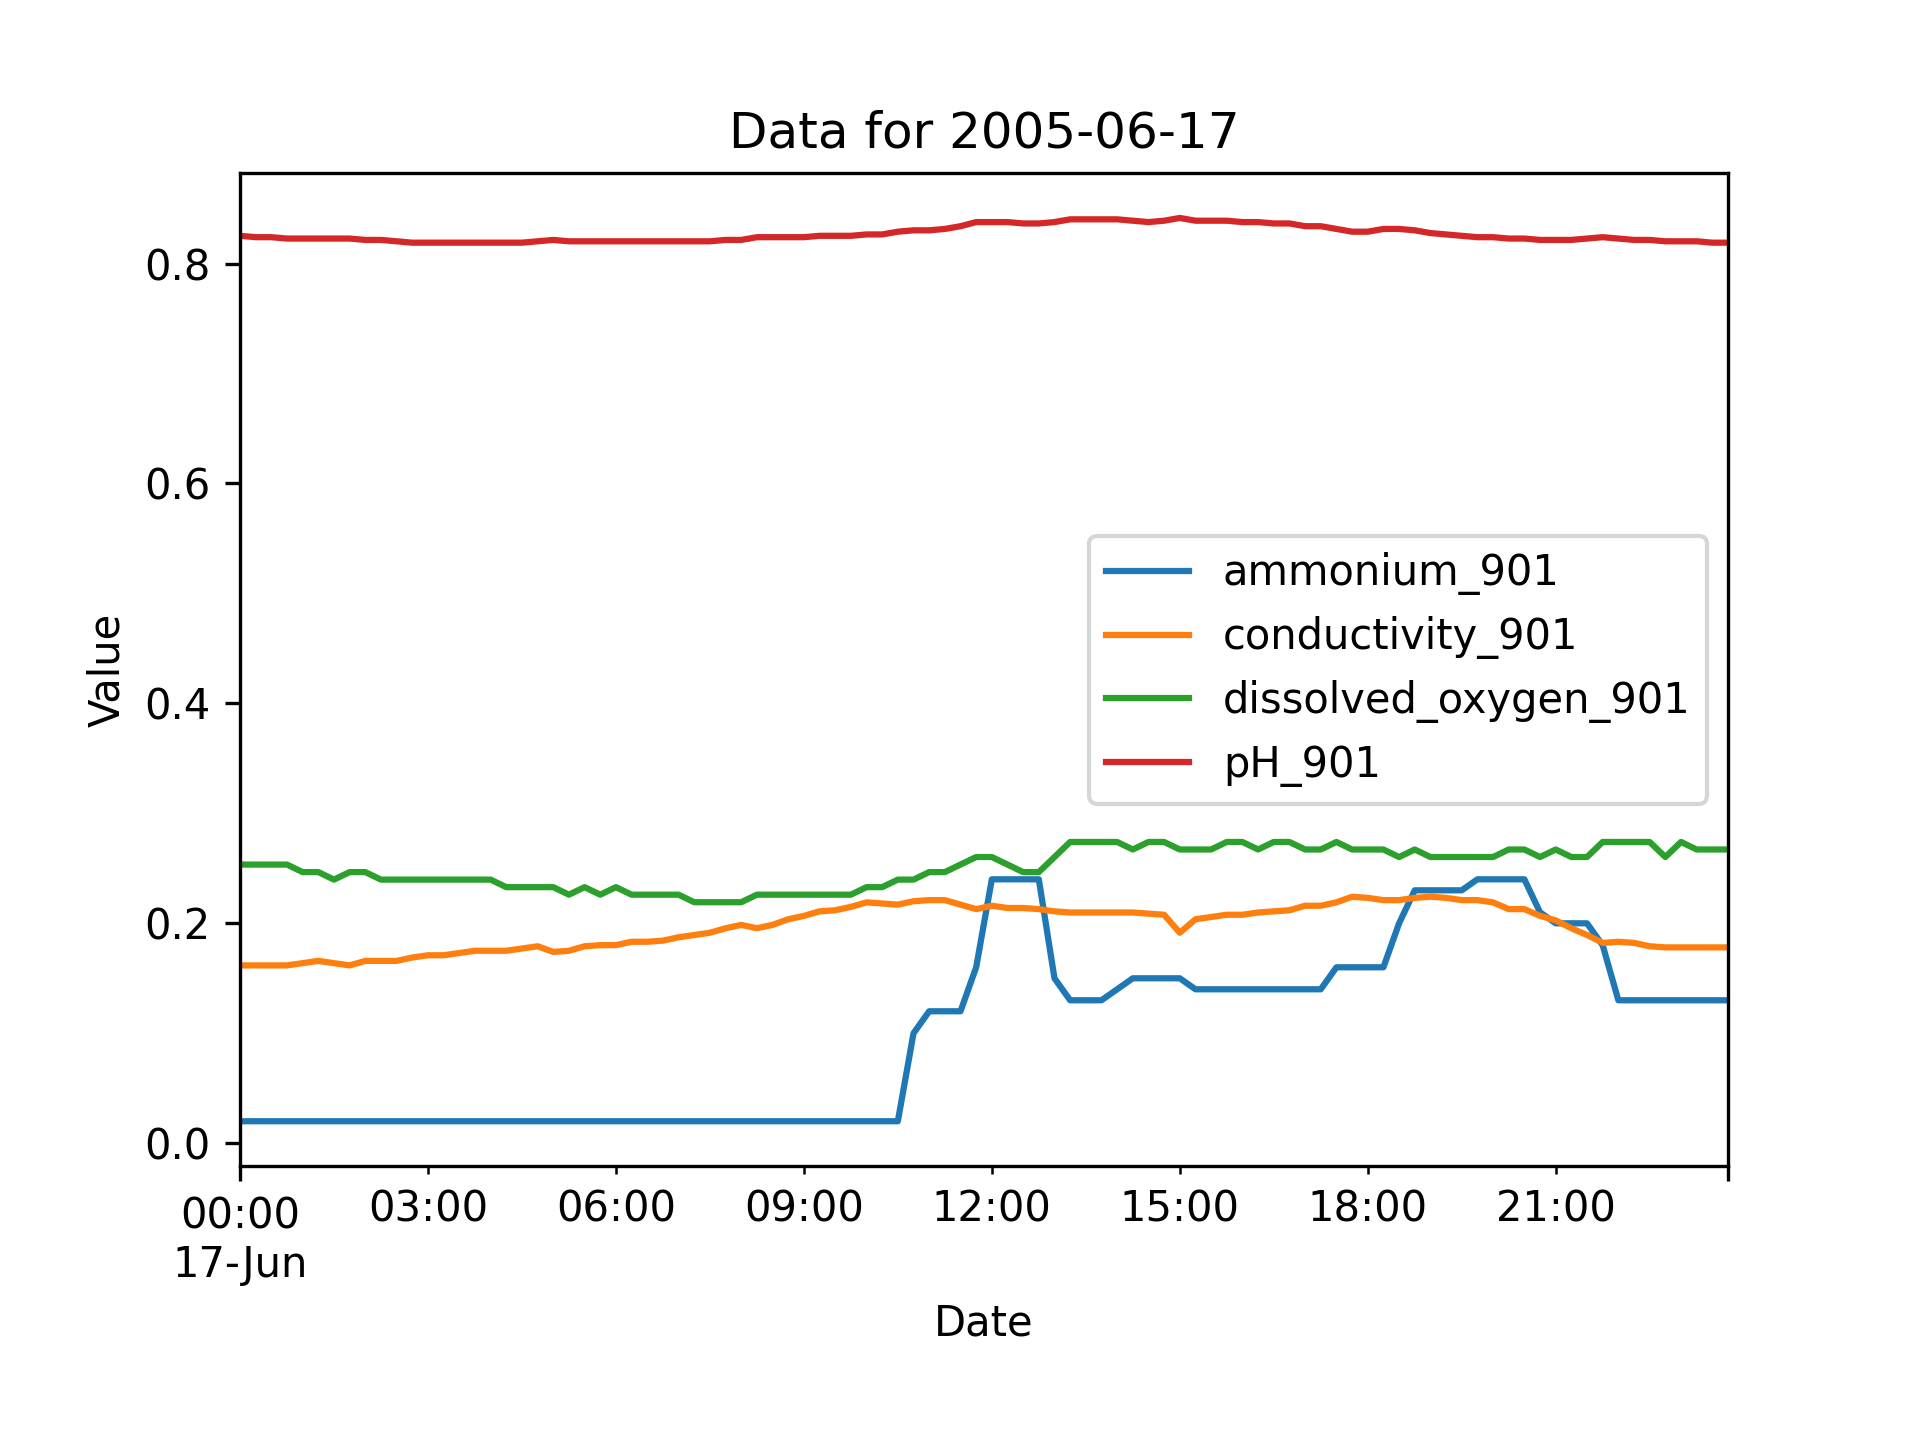 Data for 2005-06-17
0.8
0.6
0.4
0.2
0.0
Value
ammonium_901
conductivity_901
dissolved_oxygen_901
pH_901
00:00 03:00 06:00 09:00 12:00 15:00 18:00 21:00
17-Jun
Date